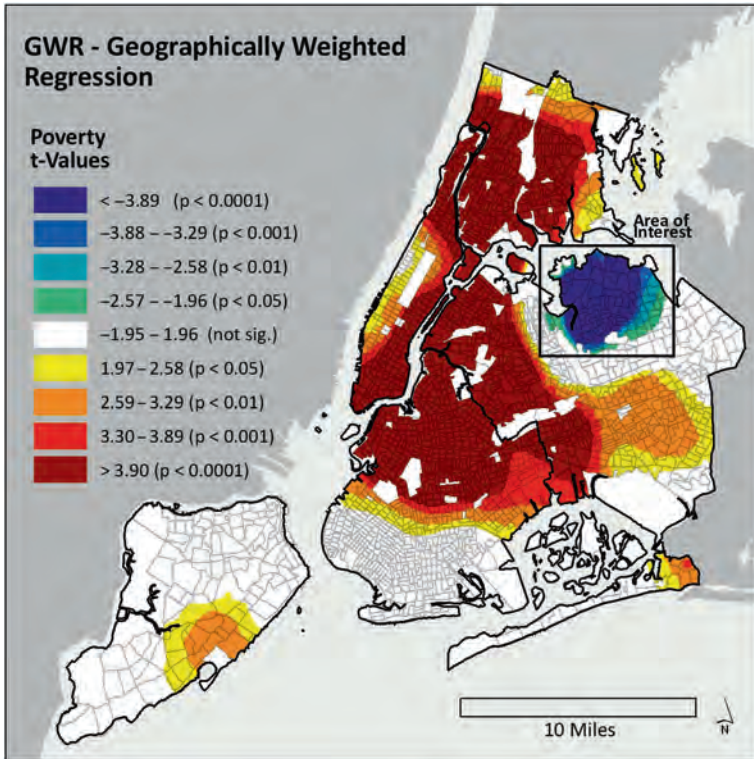 GWR - Geographically Weighted
Regression
Poverty
t-Values
< −3.89 (p < 0.0001)
−3.88 – −3.29 (p < 0.001)
−3.28 – −2.58 (p < 0.01)
−2.57 – −1.96 (p < 0.05)
−1.95 – 1.96 (not sig.)
1.97 – 2.58 (p < 0.05)
2.59 – 3.29 (p < 0.01)
3.30 – 3.89 (p < 0.001)
> 3.90 (p < 0.0001)
Area of
Interest
10 Miles
N